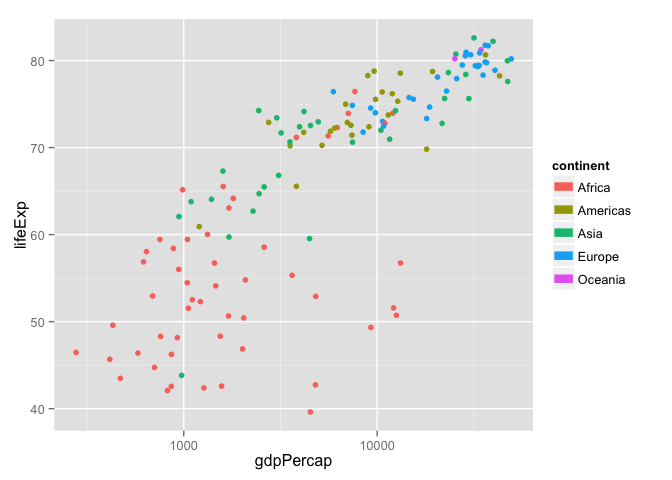 80
70
60
50
40
lifeExp
1000
10000
gdpPercap
continent
Africa
Americas
Asia
Europe
Oceania